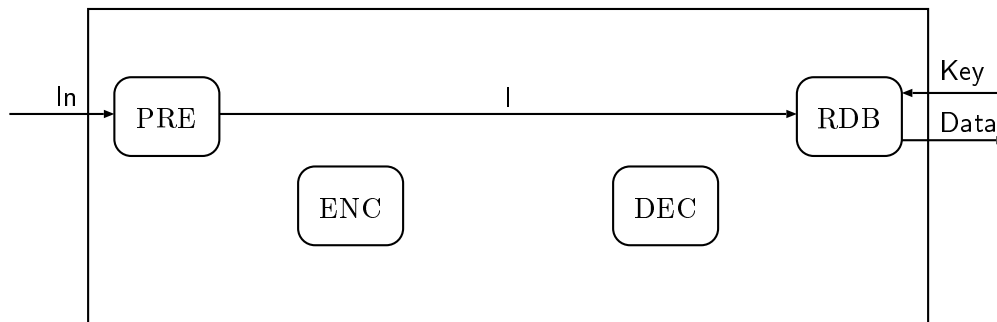 In
PRE
I
RDB
Key
Data
ENC
DEC